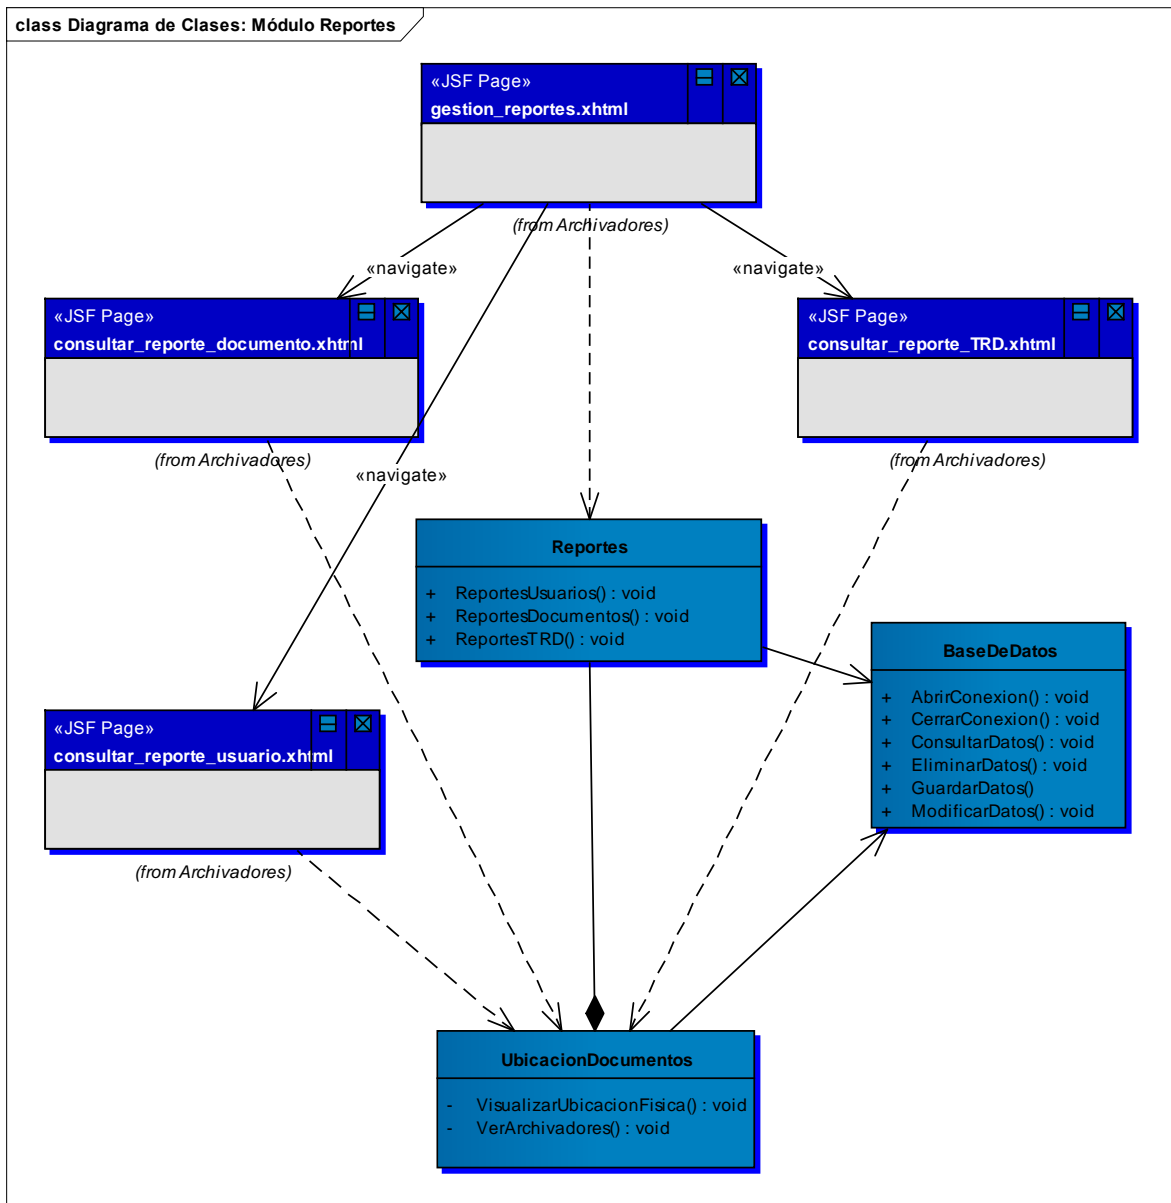 class Diagrama de Clases: Módulo Reportes
«JSF Page»
gestion_reportes.xhtml
(from Archivadores)
«navigate»
«navigate»
«JSF Page»
consultar_reporte_documento.xhtml
(from Archivadores)
«JSF Page»
consultar_reporte_TRD.xhtml
(from Archivadores)
«navigate»
Reportes
+ ReportesUsuarios() : void
+ ReportesDocumentos() : void
+ ReportesTRD() : void
BaseDeDatos
+ AbrirConexion() : void
+ CerrarConexion() : void
+ ConsultarDatos() : void
+ EliminarDatos() : void
+ GuardarDatos()
+ ModificarDatos() : void
«JSF Page»
consultar_reporte_usuario.xhtml
(from Archivadores)
UbicacionDocumentos
- VisualizarUbicacionFisica() : void
- VerArchivadores() : void